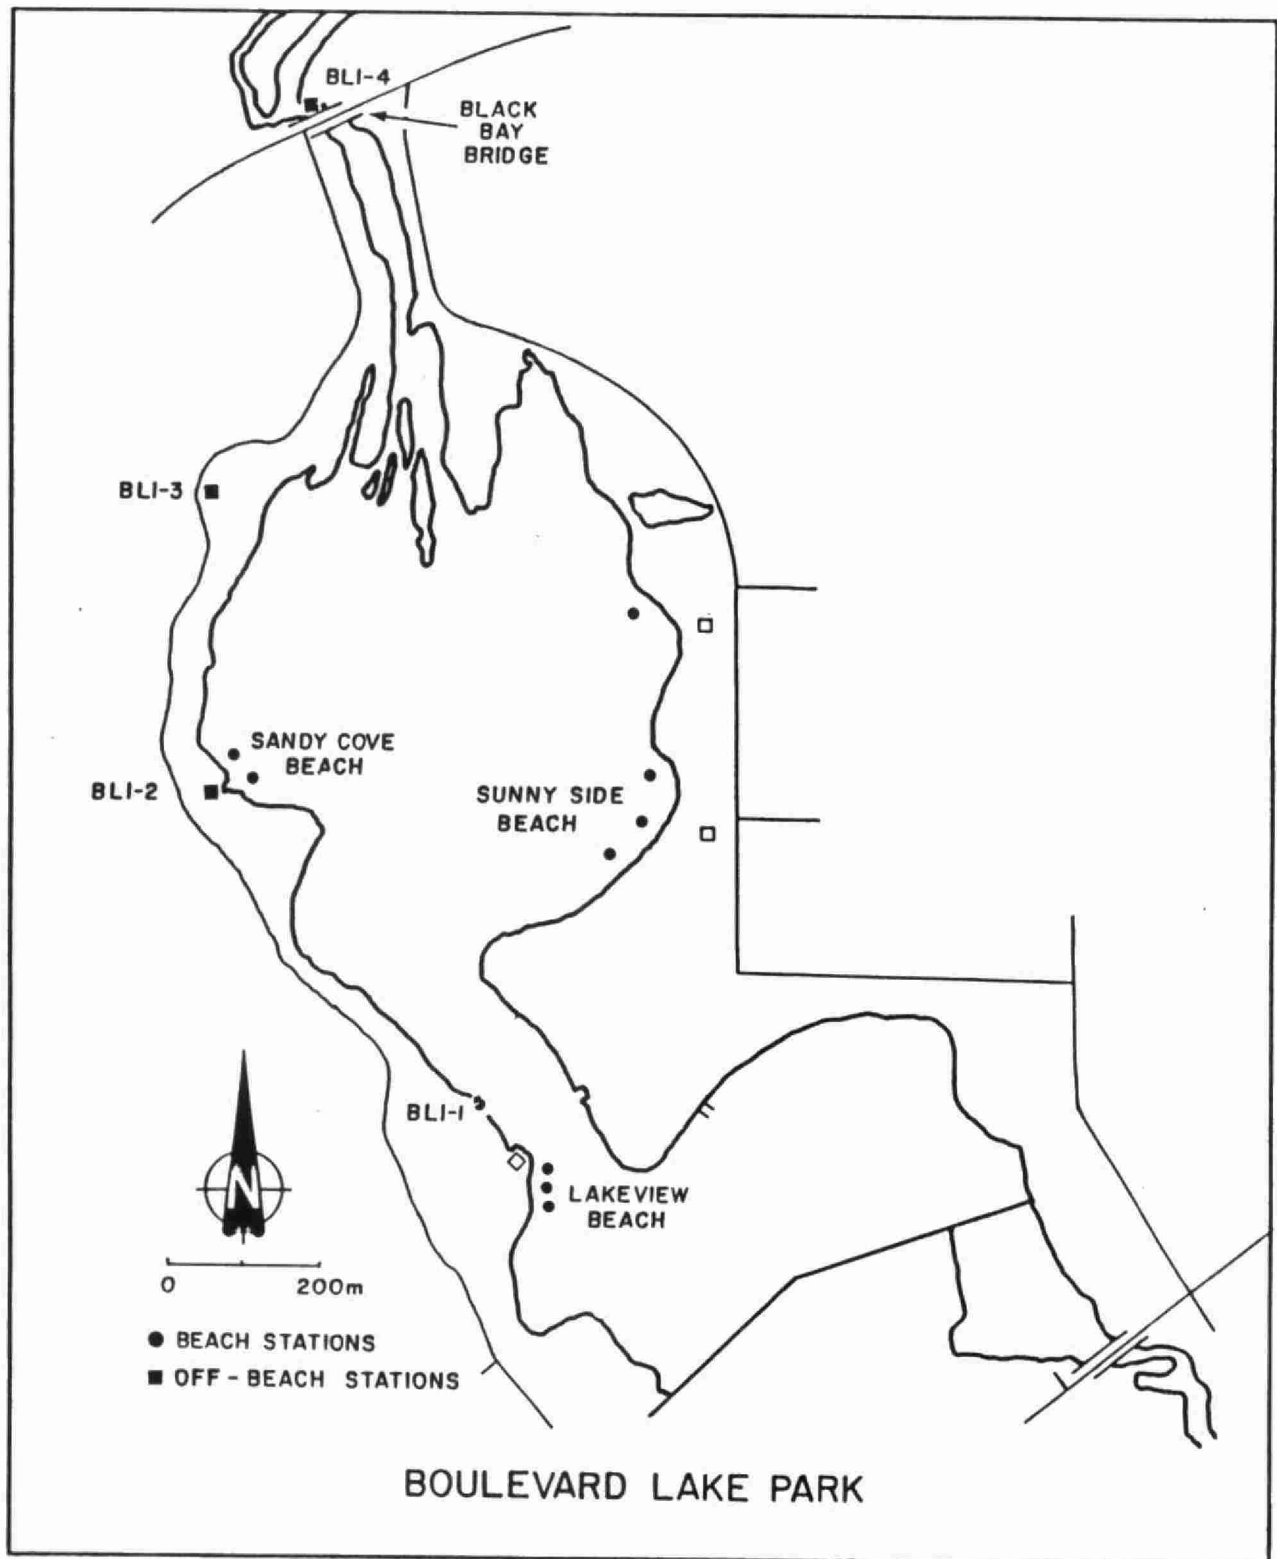 BLI-4
BLACK
BAY
BRIDGE
BLI-3
SANDY COVE
BEACH
BLI-2
SUNNY SIDE
BEACH
BLI-1
LAKEVIEW
BEACH
N
0 200m
BEACH STATIONS
OFF-BEACH STATIONS
BOULEVARD LAKE PARK